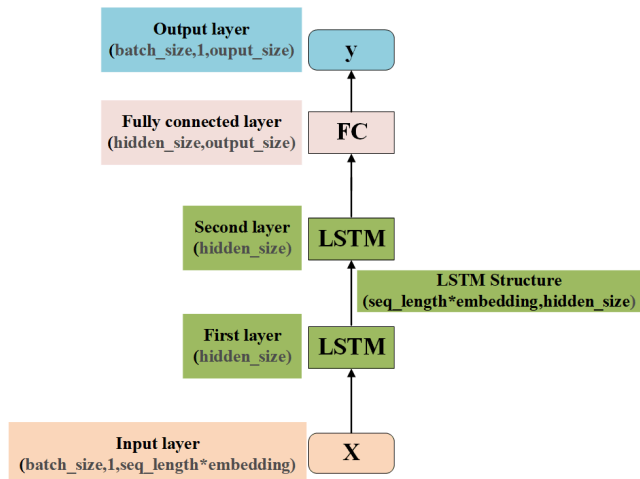 Output layer
(batch_size,1,ouput_size)
y
Fully connected layer
(hidden_size,output_size)
FC
Second layer
(hidden_size)
LSTM
LSTM Structure
(seq_length*embedding,hidden_size)
First layer
(hidden_size)
LSTM
Input layer
(batch_size,1,seq_length*embedding)
X